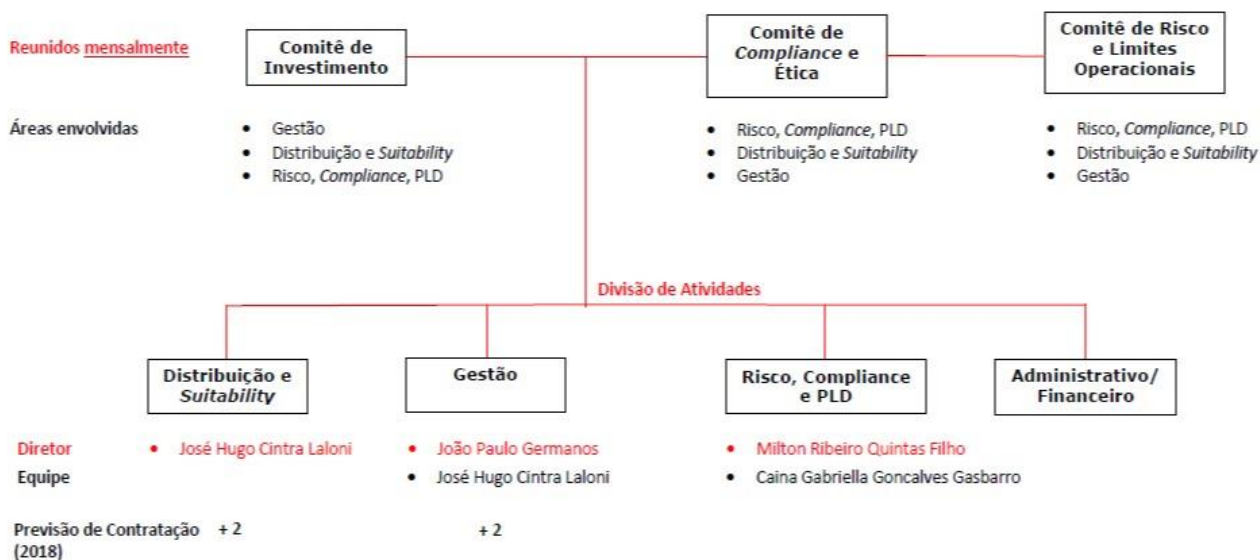 Reunidos mensalmente
Comitê de
Investimento
Comitê de
Compliance e
Ética
Comitê de Risco
e Limites
Operacionais
Áreas envolvidas
• Gestão
• Distribuição e Suitability
• Risco, Compliance, PLD
• Risco, Compliance, PLD
• Distribuição e Suitability
• Gestão
• Risco, Compliance, PLD
• Distribuição e Suitability
• Gestão
Divisão de Atividades
Distribuição e
Suitability
Gestão
Risco, Compliance
e PLD
Administrativo/
Financeiro
Diretor
• José Hugo Cintra Laloni
• João Paulo Germanos
• Milton Ribeiro Quintas Filho
Equipe
• José Hugo Cintra Laloni
• Caina Gabriella Goncalves Gasbarro
Previsão de Contratação
(2018)
+ 2
+ 2